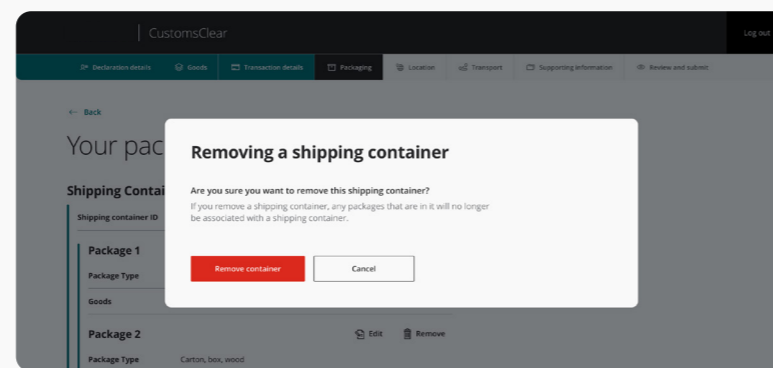 CustomsClear
Log out
Declaration details Goods Transaction details Packaging Location Transport Supporting information Review and submit
← Back
Your pac
Removing a shipping container
Shipping Contai
Are you sure you want to remove this shipping container?
If you remove a shipping container, any packages that are in it will no longer
be associated with a shipping container.
Shipping container ID
Package 1
Remove container Cancel
Package Type
Goods
Package 2 Edit Remove
Package Type Carton, box, wood